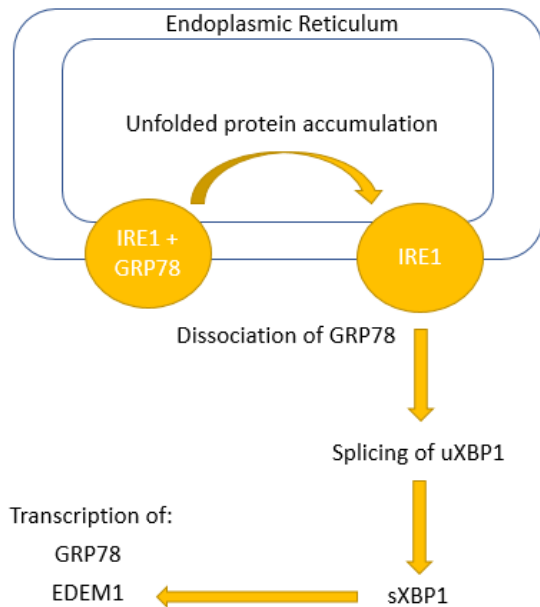 Endoplasmic Reticulum
Unfolded protein accumulation
IRE1 +
GRP78
IRE1
Dissociation of GRP78
Splicing of uXBP1
Transcription of:
GRP78
EDEM1
sXBP1